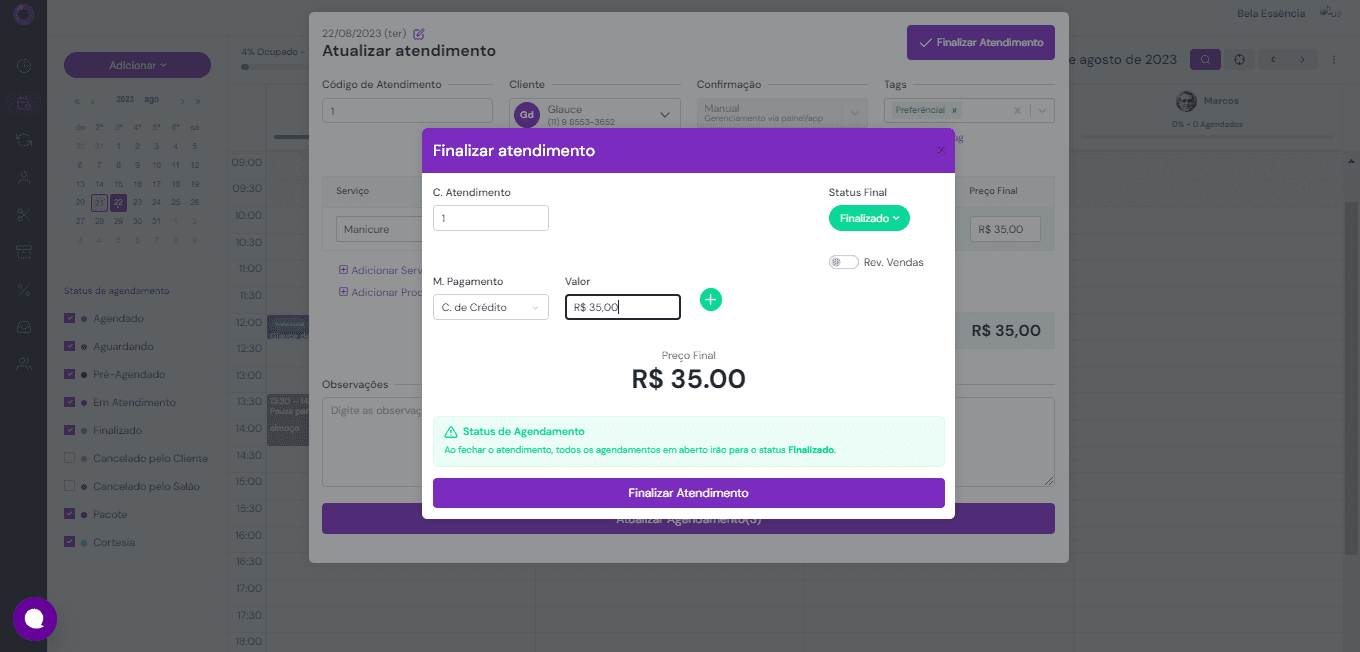 Bela Essência
22/08/2023 (ter)
Atualizar atendimento
Finalizar Atendimento
4% Ocupado -
Adicionar
e agosto de 2023
Código de Atendimento
Cliente
Confirmação
Tags
1
Gd
Glauce
(11) 9 8553-3652
Manual
Gerenciamento via painel/app
Preferêncial x
Marcos
0% - 0 Agendados
2023 ago
do 2ª 3ª 4ª 5ª 6ª sá
30 31 1 2 3 4 5
6 7 8 9 10 11 12
13 14 15 16 17 18 19
20 21 22 23 24 25 26
27 28 29 30 31 1 2
3 4 5 6 7 8 9
Finalizar atendimento
x
C. Atendimento
Status Final
1
Finalizado
Rev. Vendas
M. Pagamento
Valor
C. de Crédito
R$ 35,00
Preço Final
R$ 35.00
Status de Agendamento
Ao fechar o atendimento, todos os agendamentos em aberto irão para o status Finalizado.
Finalizar Atendimento
Serviço
Preço Final
Manicure
R$ 35,00
Adicionar Serv
Adicionar Prod
R$ 35,00
Observações
Digite as observaç
Atualizar Agendamento(s)
Status de agendamento
Agendado
Aguardando
Pré-Agendado
Em Atendimento
Finalizado
Cancelado pelo Cliente
Cancelado pelo Salão
Pacote
Cortesia
09:00
09:30
10:00
10:30
11:00
11:30
12:00
12:30
13:00
13:30
13:30 - 14
Pausa par
almoço
14:00
14:30
15:00
15:30
16:00
16:30
17:00
17:30
18:00